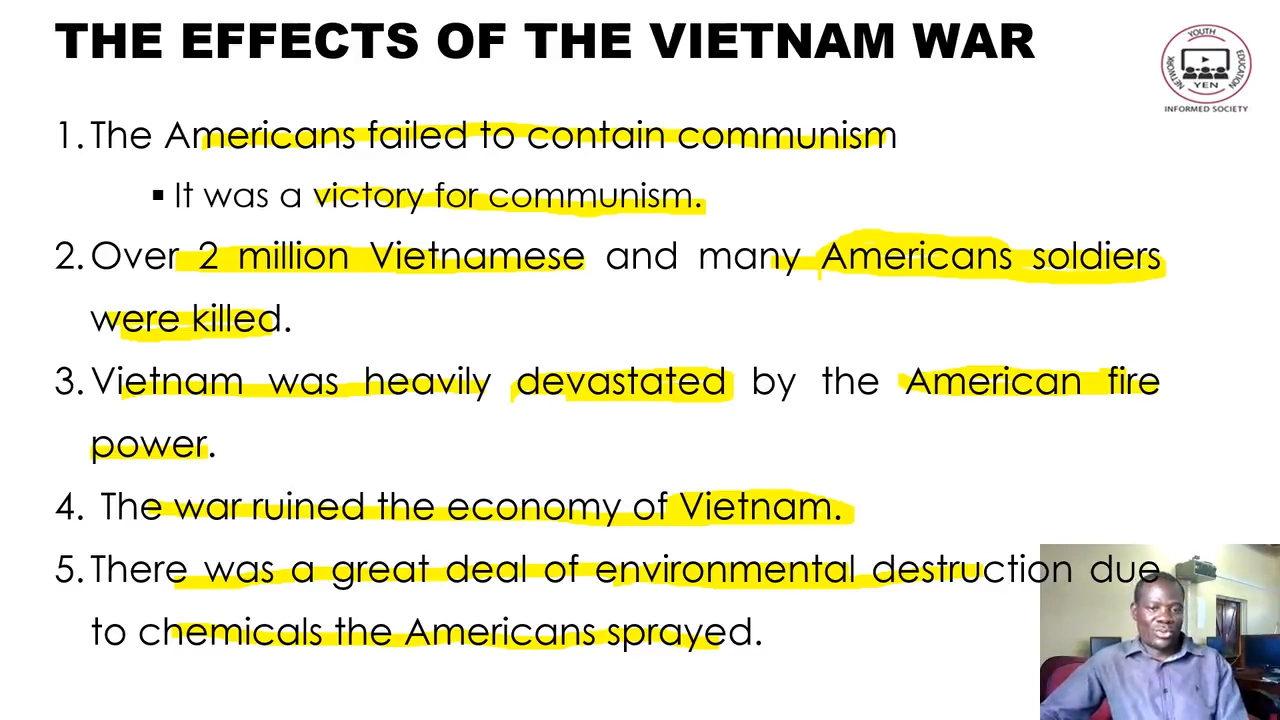 THE EFFECTS OF THE VIETNAM WAR
YOUTH
EDUCATION
NETWORK
YEN
INFORMED SOCIETY
1. The Americans failed to contain communism
▪ It was a victory for communism.
2. Over 2 million Vietnamese and many Americans soldiers
were killed.
3. Vietnam was heavily devastated by the American fire
power.
4. The war ruined the economy of Vietnam.
5. There was a great deal of environmental destruction due
to chemicals the Americans sprayed.